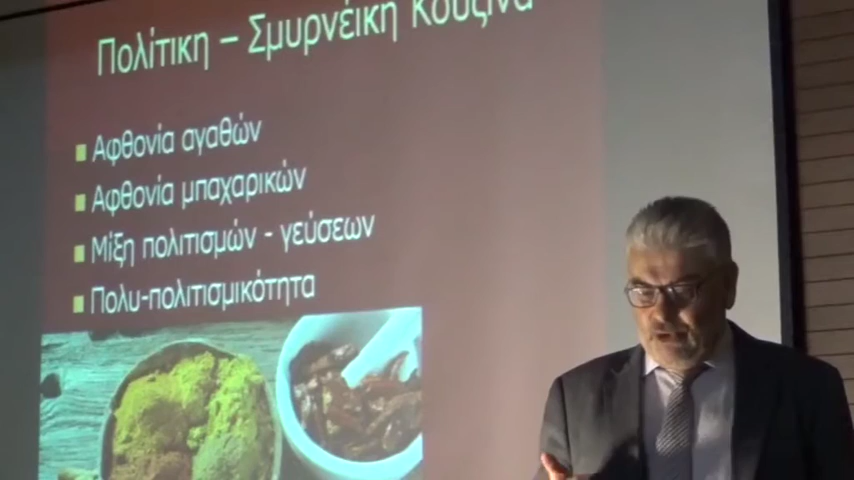 Πολίτικη – Σμυρνέικη Κουζίνα
Αφθονία αγαθών
Αφθονία μπαχαρικών
Μίξη πολιτισμών - γεύσεων
Πολυ-πολιτισμικότητα